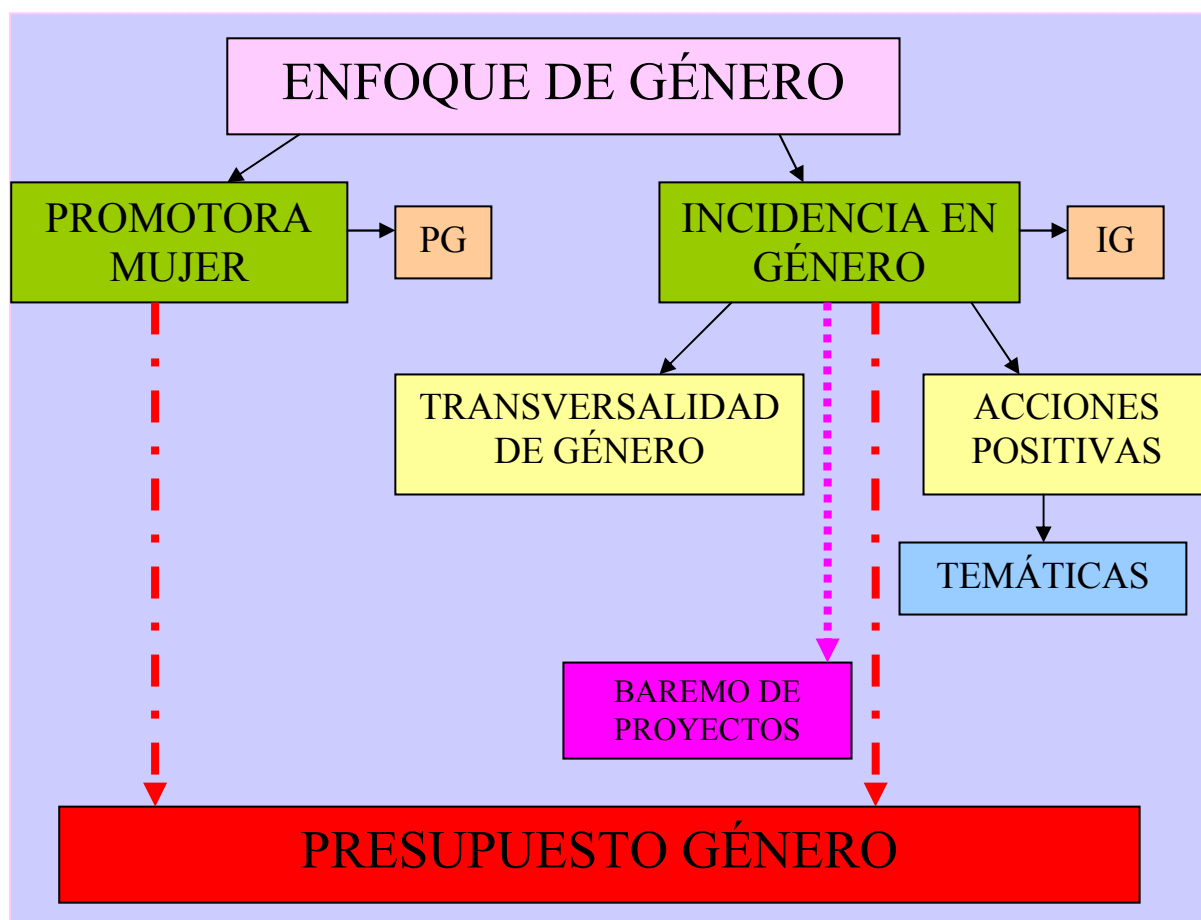 ENFOQUE DE GÉNERO
PROMOTORA
MUJER
PG
INCIDENCIA EN
GÉNERO
IG
TRANSVERSALIDAD
DE GÉNERO
ACCIONES
POSITIVAS
TEMÁTICAS
BAREMO DE
PROYECTOS
PRESUPUESTO GÉNERO